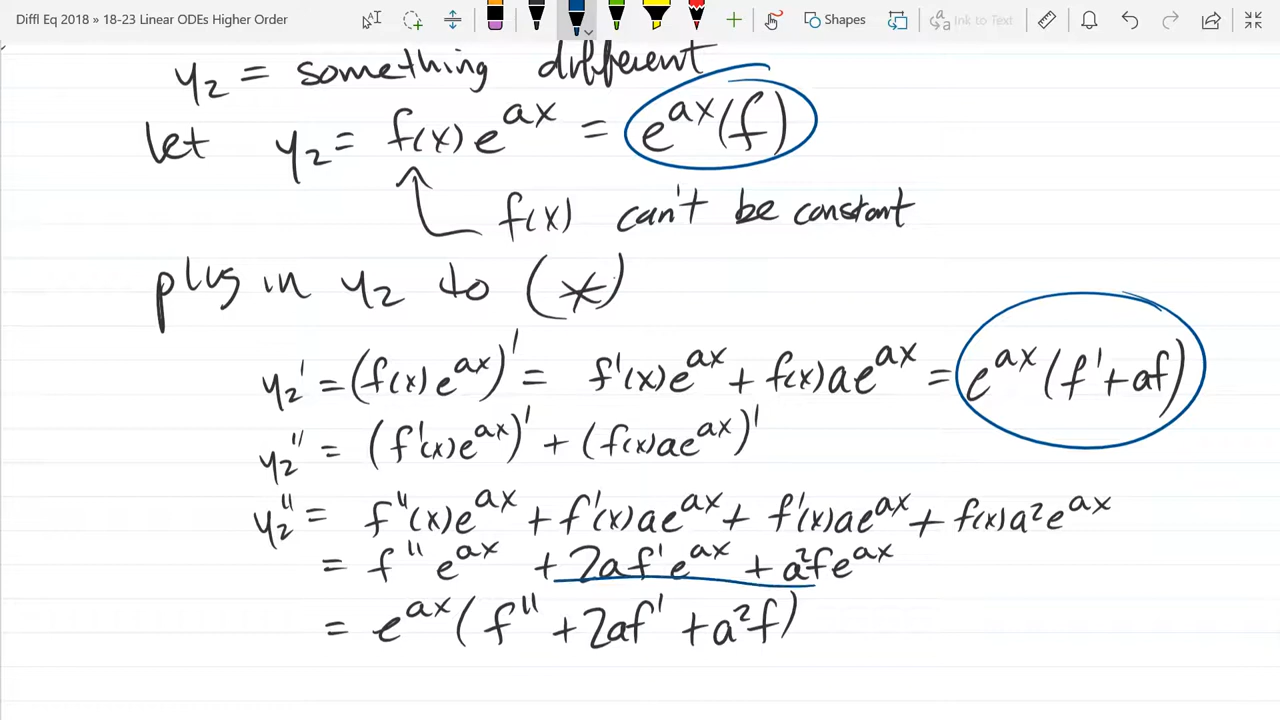 Diffl Eq 2018 » 18-23 Linear ODEs Higher Order
Shapes
Ink to Text
y₂ = something different
let y₂ = f(x)e^{ax} = e^{ax}(f)
f(x) can't be constant
plug in y₂ to (*)
y₂' = (f(x)e^{ax})' = f'(x)e^{ax} + f(x)ae^{ax} = e^{ax}(f' + af)
y₂'' = (f'(x)e^{ax})' + (f(x)ae^{ax})'
y₂'' = f''(x)e^{ax} + f'(x)ae^{ax} + f'(x)ae^{ax} + f(x)a²e^{ax}
= f''e^{ax} + 2af'e^{ax} + a²fe^{ax}
= e^{ax}(f'' + 2af' + a²f)